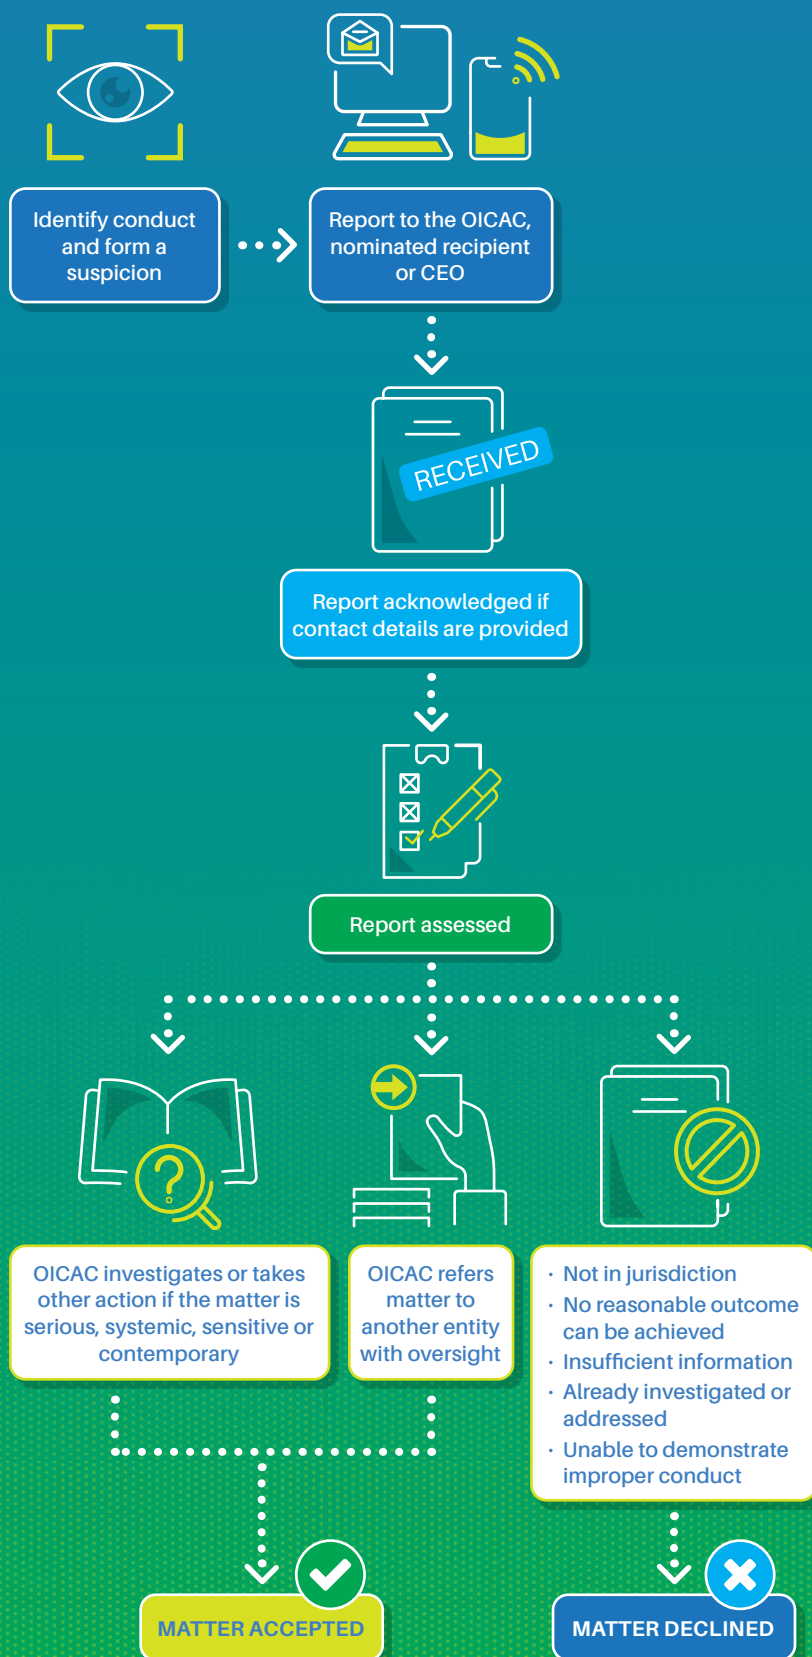 Identify conduct
and form a
suspicion
Report to the OICAC,
nominated recipient
or CEO
RECEIVED
Report acknowledged if
contact details are provided
Report assessed
OICAC investigates or takes
other action if the matter is
serious, systemic, sensitive or
contemporary
OICAC refers
matter to
another entity
with oversight
· Not in jurisdiction
· No reasonable outcome
can be achieved
· Insufficient information
· Already investigated or
addressed
· Unable to demonstrate
improper conduct
MATTER ACCEPTED
MATTER DECLINED